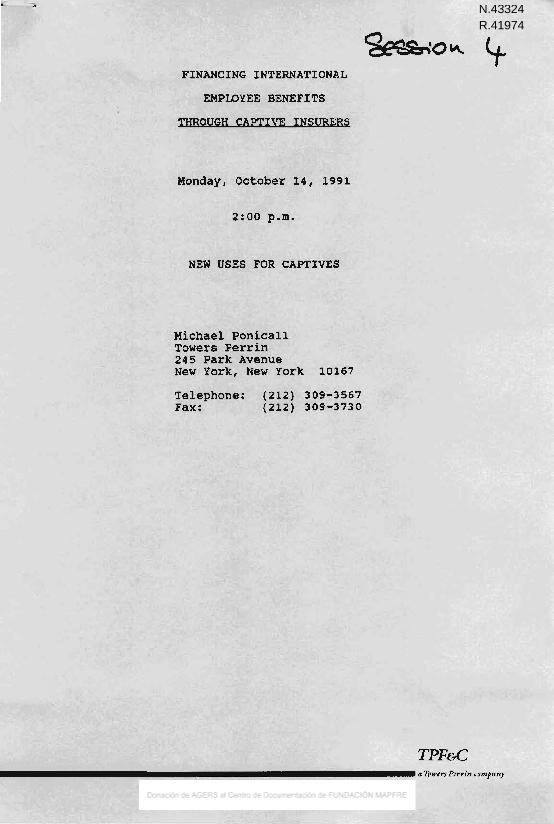 N.43324
R.41974
Session 4
FINANCING INTERNATIONAL
EMPLOYEE BENEFITS
THROUGH CAPTIVE INSURERS
Monday, October 14, 1991
2:00 p.m.
NEW USES FOR CAPTIVES
Michael Ponicall
Towers Perrin
245 Park Avenue
New York, New York 10167
Telephone: (212) 309-3567
Fax: (212) 309-3730
TPF&C
a Towers Perrin company
Donación de AGERS al Centro de Documentación de FUNDACIÓN MAPFRE